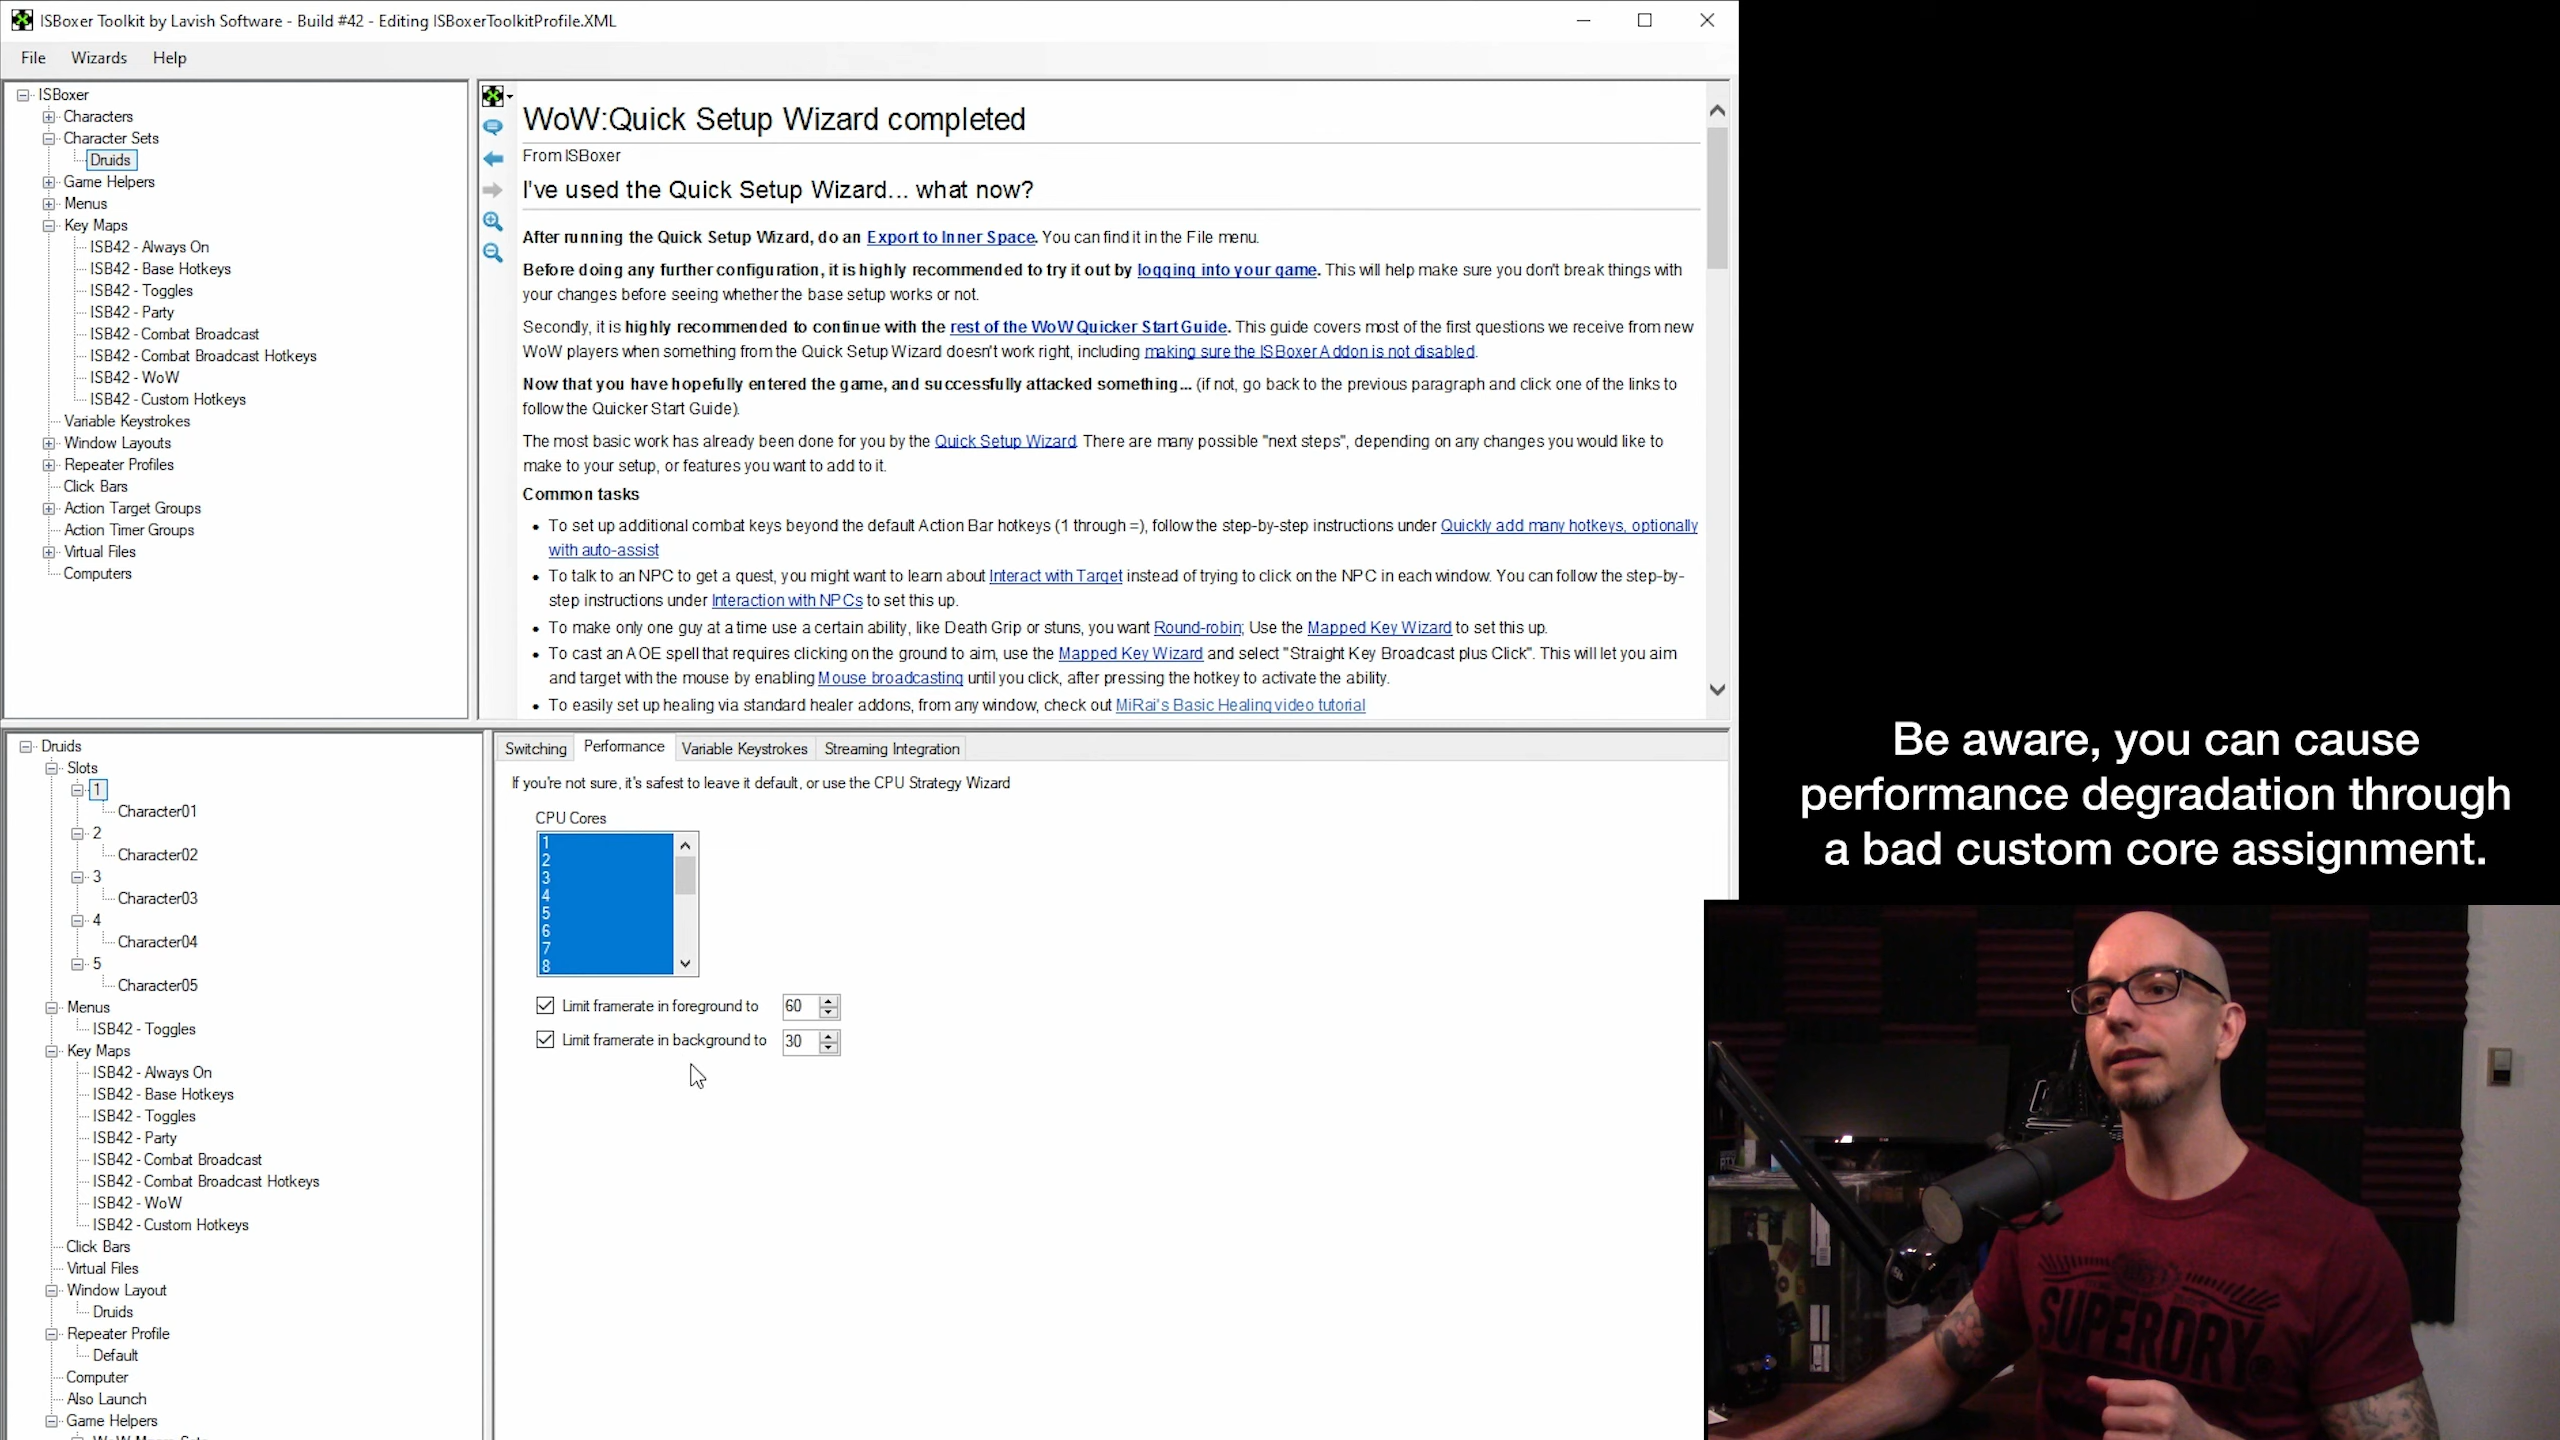 ISBoxer Toolkit by Lavish Software - Build #42 - Editing ISBoxerToolkitProfile.XML
File Wizards Help
ISBoxer
Characters
Character Sets
Druids
Game Helpers
Menus
Key Maps
ISB42 - Always On
ISB42 - Base Hotkeys
ISB42 - Toggles
ISB42 - Party
ISB42 - Combat Broadcast
ISB42 - Combat Broadcast Hotkeys
ISB42 - WoW
ISB42 - Custom Hotkeys
Variable Keystrokes
Window Layouts
Repeater Profiles
Click Bars
Action Target Groups
Action Timer Groups
Virtual Files
Computers
WoW:Quick Setup Wizard completed
From ISBoxer
I've used the Quick Setup Wizard... what now?
After running the Quick Setup Wizard, do an Export to Inner Space. You can find it in the File menu.
Before doing any further configuration, it is highly recommended to try it out by logging into your game. This will help make sure you don't break things with
your changes before seeing whether the base setup works or not.
Secondly, it is highly recommended to continue with the rest of the WoW Quicker Start Guide. This guide covers most of the first questions we receive from new
WoW players when something from the Quick Setup Wizard doesn't work right, including making sure the ISBoxer Addon is not disabled.
Now that you have hopefully entered the game, and successfully attacked something... (if not, go back to the previous paragraph and click one of the links to
follow the Quicker Start Guide).
The most basic work has already been done for you by the Quick Setup Wizard. There are many possible "next steps", depending on any changes you would like to
make to your setup, or features you want to add to it.
Common tasks
• To set up additional combat keys beyond the default Action Bar hotkeys (1 through =), follow the step-by-step instructions under Quickly add many hotkeys, optionally
with auto-assist
• To talk to an NPC to get a quest, you might want to learn about Interact with Target instead of trying to click on the NPC in each window. You can follow the step-by-
step instructions under Interaction with NPCs to set this up.
• To make only one guy at a time use a certain ability, like Death Grip or stuns, you want Round-robin; Use the Mapped Key Wizard to set this up.
• To cast an AOE spell that requires clicking on the ground to aim, use the Mapped Key Wizard and select "Straight Key Broadcast plus Click". This will let you aim
and target with the mouse by enabling Mouse broadcasting until you click, after pressing the hotkey to activate the ability.
• To easily set up healing via standard healer addons, from any window, check out MiRai's Basic Healing video tutorial
Druids
Slots
1
Character01
2
Character02
3
Character03
4
Character04
5
Character05
Menus
ISB42 - Toggles
Key Maps
ISB42 - Always On
ISB42 - Base Hotkeys
ISB42 - Toggles
ISB42 - Party
ISB42 - Combat Broadcast
ISB42 - Combat Broadcast Hotkeys
ISB42 - WoW
ISB42 - Custom Hotkeys
Click Bars
Virtual Files
Window Layout
Druids
Repeater Profile
Default
Computer
Also Launch
Game Helpers
Switching Performance Variable Keystrokes Streaming Integration
If you're not sure, it's safest to leave it default, or use the CPU Strategy Wizard
CPU Cores
1
2
3
4
5
6
7
8
Limit framerate in foreground to 60
Limit framerate in background to 30
Be aware, you can cause
performance degradation through
a bad custom core assignment.
SUPERDRY